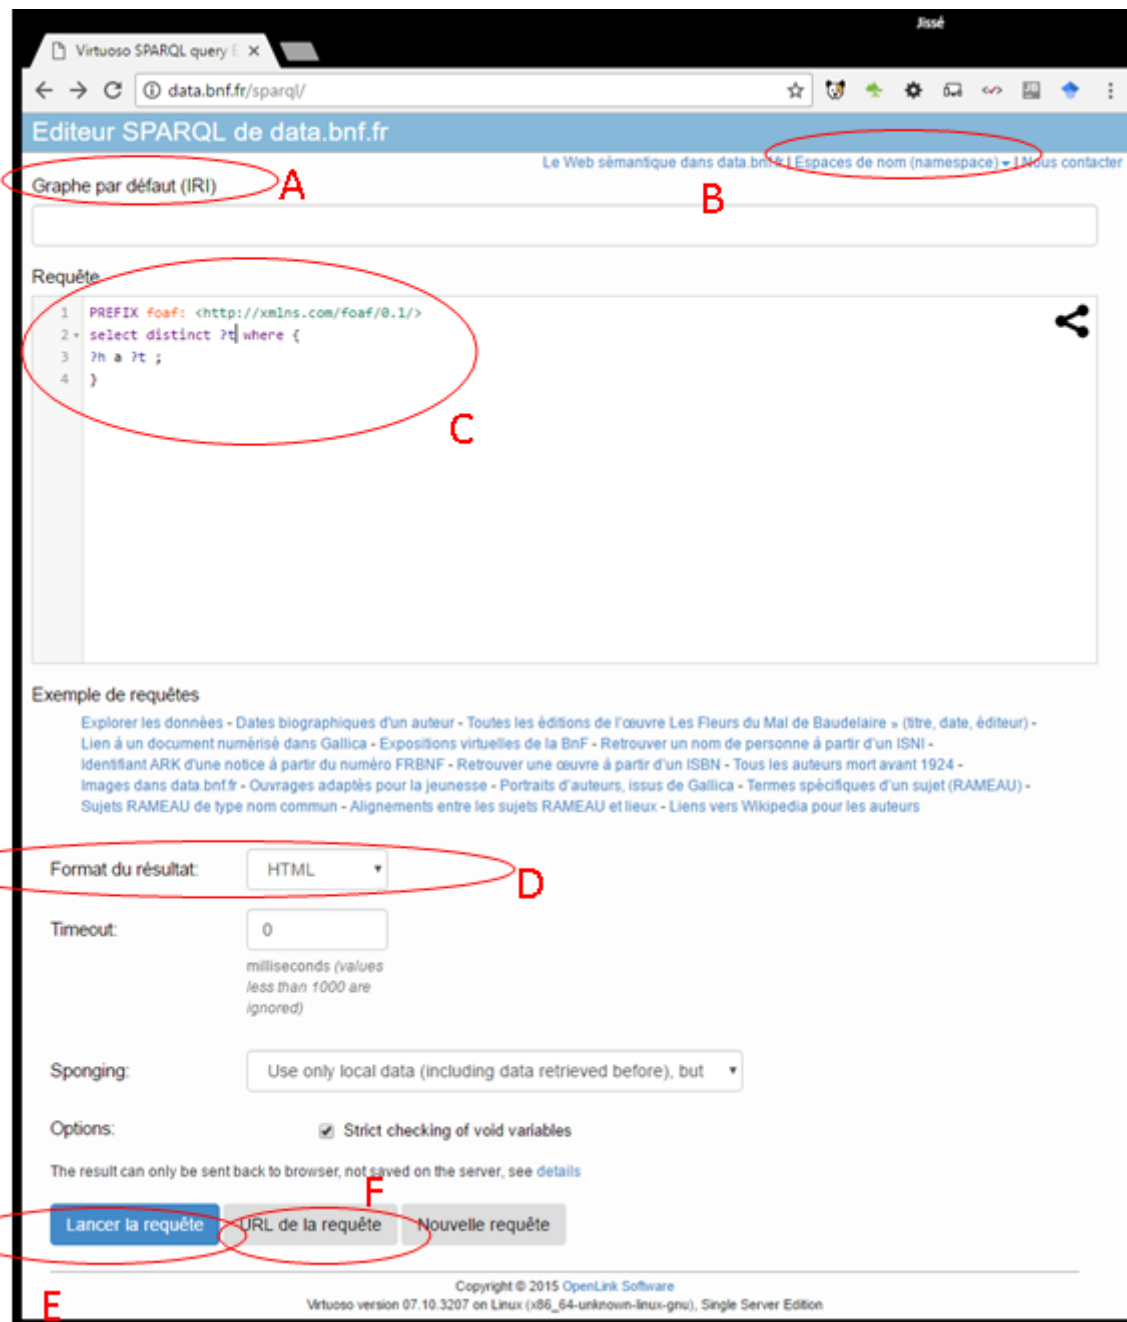 Jissé
Virtuoso SPARQL query E
data.bnf.fr/sparql/
Editeur SPARQL de data.bnf.fr
Le Web sémantique dans data.bnf.fr | Espaces de nom (namespace) | Nous contacter
Graphe par défaut (IRI)
A
B
Requête
1 PREFIX foaf: <http://xmlns.com/foaf/0.1/>
2 select distinct ?t where {
3 ?h a ?t ;
4 }
C
Exemple de requêtes
Explorer les données - Dates biographiques d'un auteur - Toutes les éditions de l'œuvre Les Fleurs du Mal de Baudelaire » (titre, date, éditeur) -
Lien à un document numérisé dans Gallica - Expositions virtuelles de la BnF - Retrouver un nom de personne à partir d'un ISNI -
Identifiant ARK d'une notice à partir du numéro FRBNF - Retrouver une œuvre à partir d'un ISBN - Tous les auteurs mort avant 1924 -
Images dans data.bnf.fr - Ouvrages adaptés pour la jeunesse - Portraits d'auteurs, issus de Gallica - Termes spécifiques d'un sujet (RAMEAU) -
Sujets RAMEAU de type nom commun - Alignements entre les sujets RAMEAU et lieux - Liens vers Wikipedia pour les auteurs
Format du résultat: HTML
D
Timeout: 0
milliseconds (values
less than 1000 are
ignored)
Sponging: Use only local data (including data retrieved before), but
Options: Strict checking of void variables
The result can only be sent back to browser, not saved on the server, see details
F
Lancer la requête URL de la requête Nouvelle requête
E
Copyright © 2015 OpenLink Software
Virtuoso version 07.10.3207 on Linux (x86_64-unknown-linux-gnu), Single Server Edition